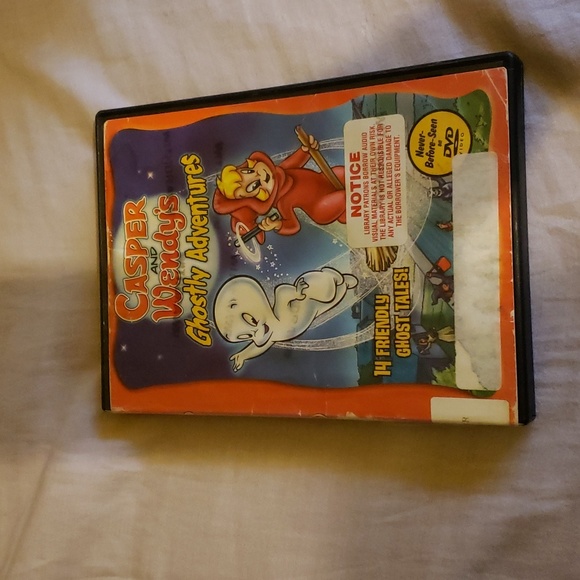 CASPER
AND
Wendy's
Ghostly Adventures
NOTICE
LIBRARY PATRONS BORROW AUDIO
VISUAL MATERIALS AT THEIR OWN RISK.
THE LIBRARY IS NOT RESPONSIBLE FOR
ANY ACTUAL OR ALLEGED DAMAGE TO
THE BORROWER'S EQUIPMENT.
Never-
Before-Seen
on
DVD
VIDEO
14 FRIENDLY
GHOST TALES!